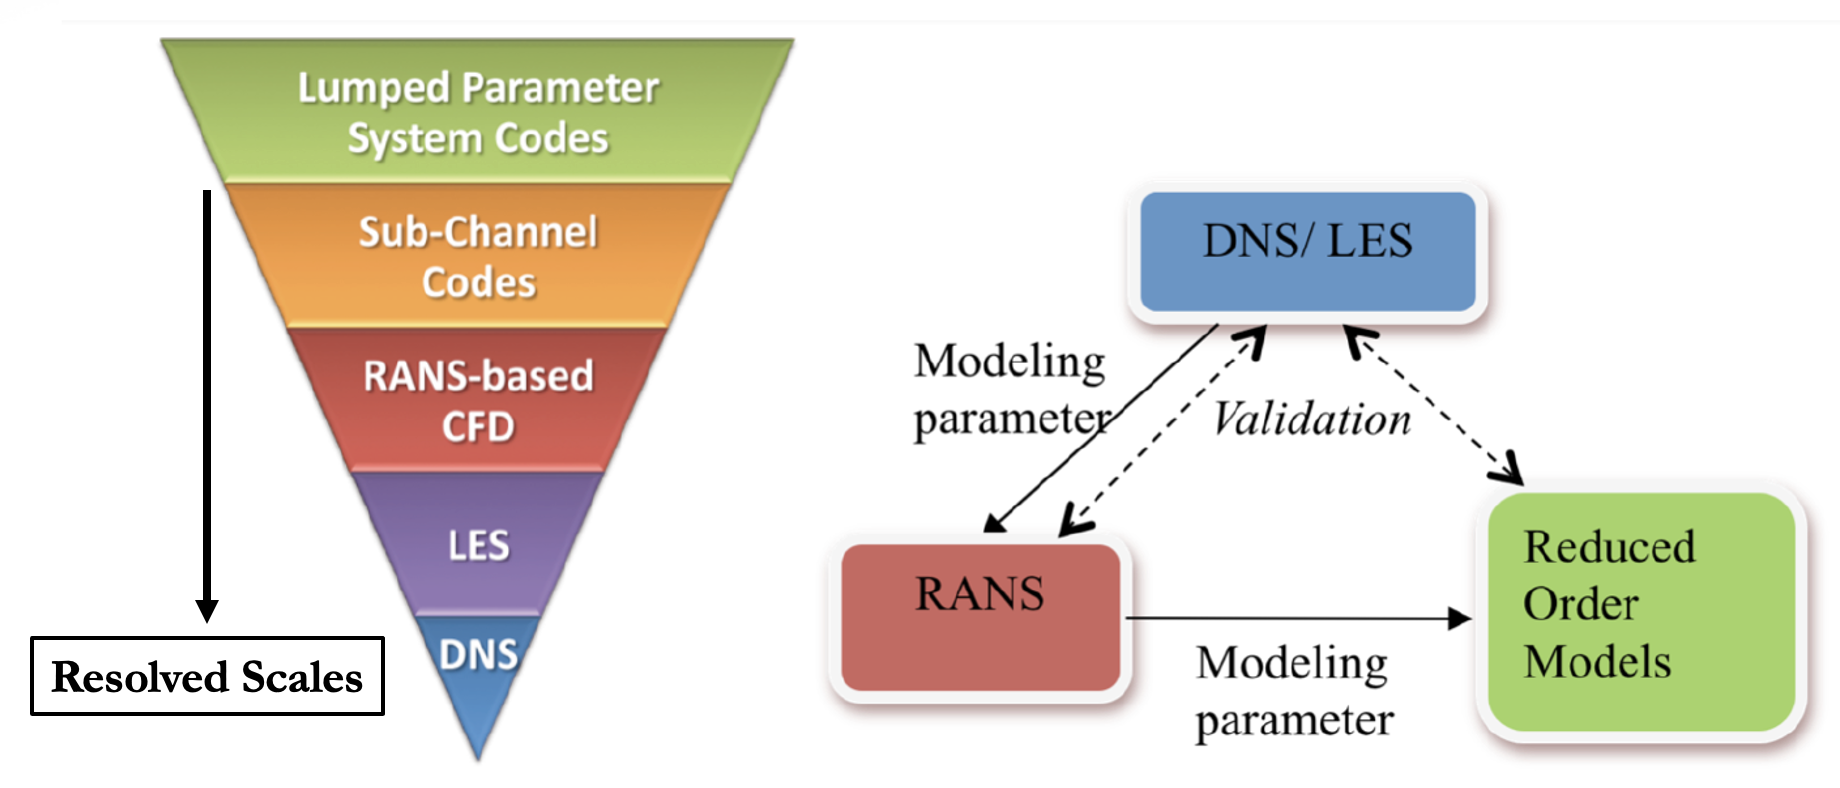 Lumped Parameter
System Codes
Sub-Channel
Codes
RANS-based
CFD
LES
DNS
Resolved Scales
DNS/ LES
Modeling
parameter
Validation
RANS
Reduced
Order
Models
Modeling
parameter